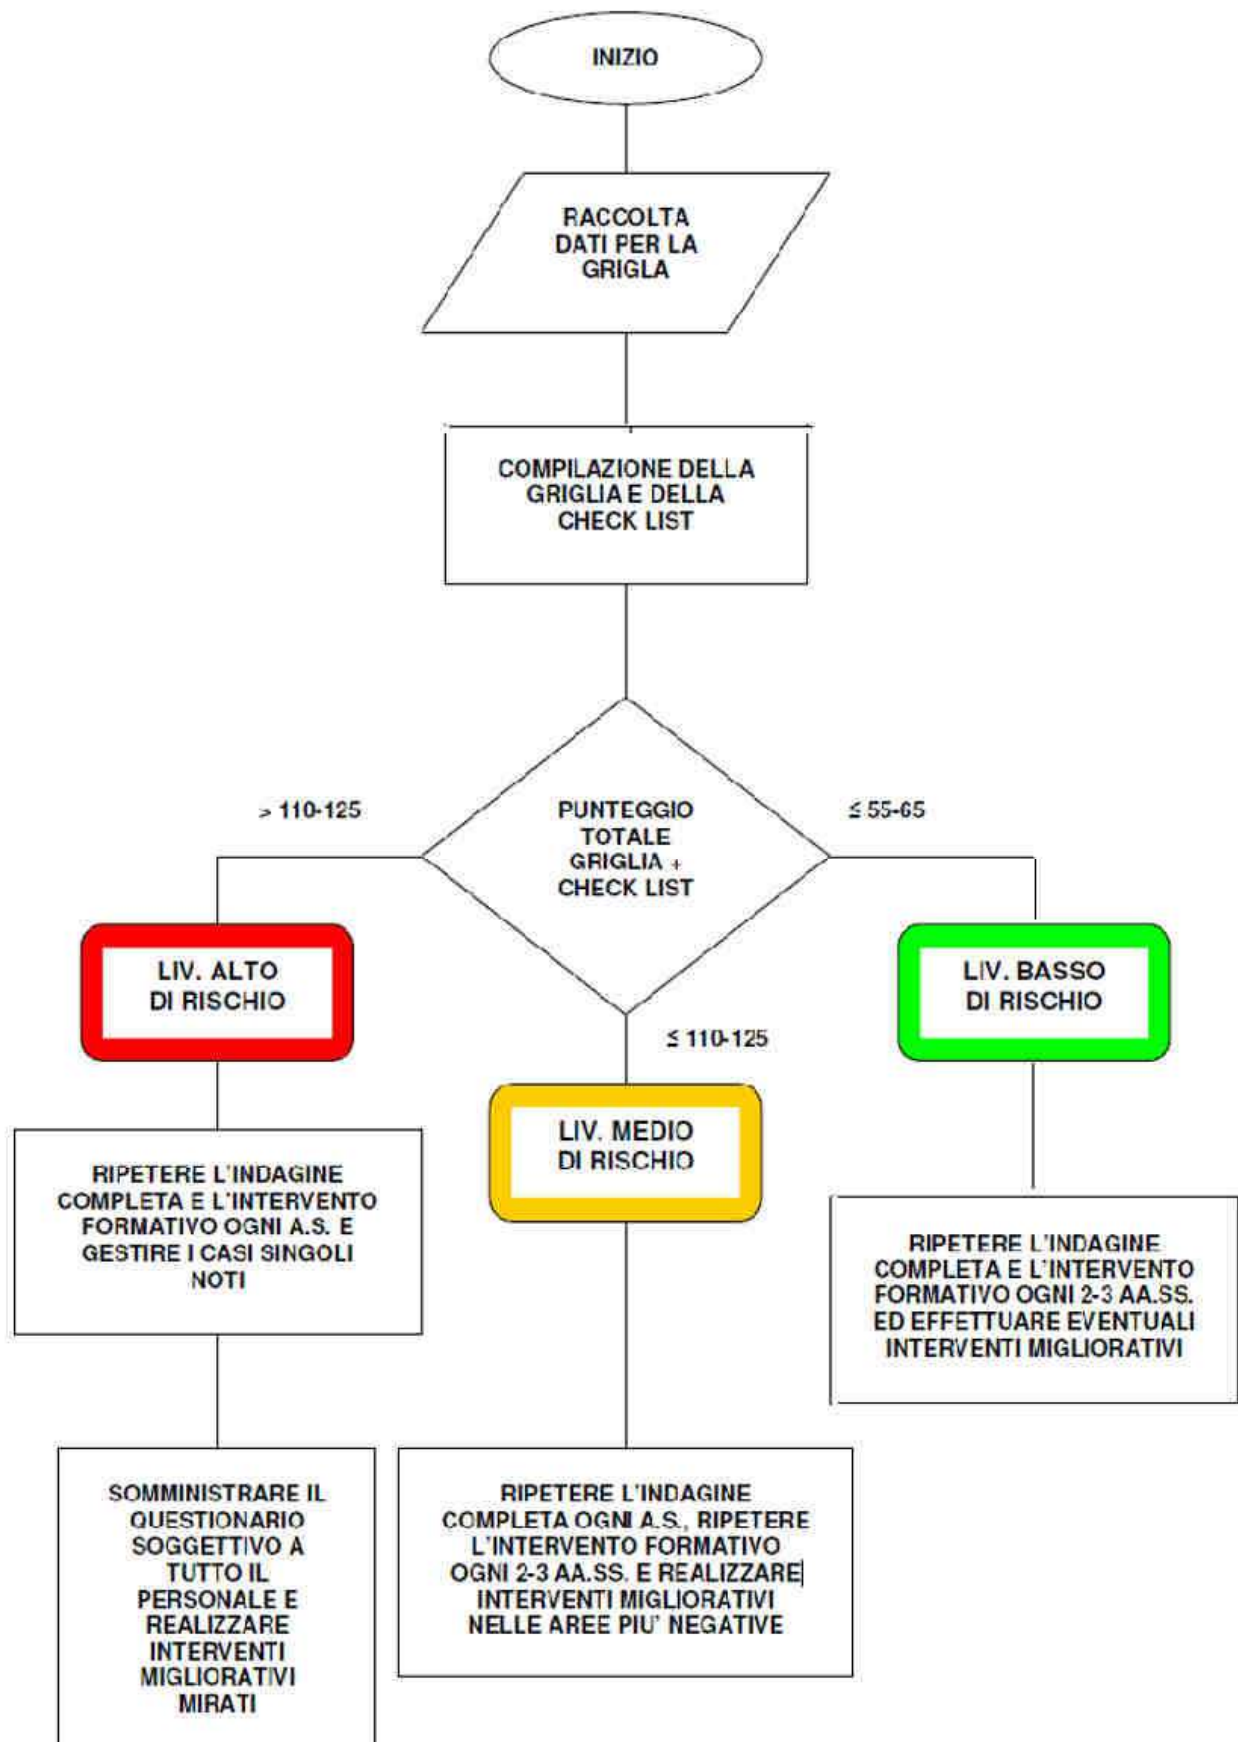 INIZIO
RACCOLTA
DATI PER LA
GRIGLA
COMPILAZIONE DELLA
GRIGLIA E DELLA
CHECK LIST
> 110-125
PUNTEGGIO
TOTALE
GRIGLIA +
CHECK LIST
≤ 55-65
LIV. ALTO
DI RISCHIO
LIV. BASSO
DI RISCHIO
≤ 110-125
LIV. MEDIO
DI RISCHIO
RIPETERE L'INDAGINE
COMPLETA E L'INTERVENTO
FORMATIVO OGNI A.S. E
GESTIRE I CASI SINGOLI
NOTI
RIPETERE L'INDAGINE
COMPLETA E L'INTERVENTO
FORMATIVO OGNI 2-3 AA.SS.
ED EFFETTUARE EVENTUALI
INTERVENTI MIGLIORATIVI
SOMMINISTRARE IL
QUESTIONARIO
SOGGETTIVO A
TUTTO IL
PERSONALE E
REALIZZARE
INTERVENTI
MIGLIORATIVI
MIRATI
RIPETERE L'INDAGINE
COMPLETA OGNI A.S., RIPETERE
L'INTERVENTO FORMATIVO
OGNI 2-3 AA.SS. E REALIZZARE
INTERVENTI MIGLIORATIVI
NELLE AREE PIU' NEGATIVE